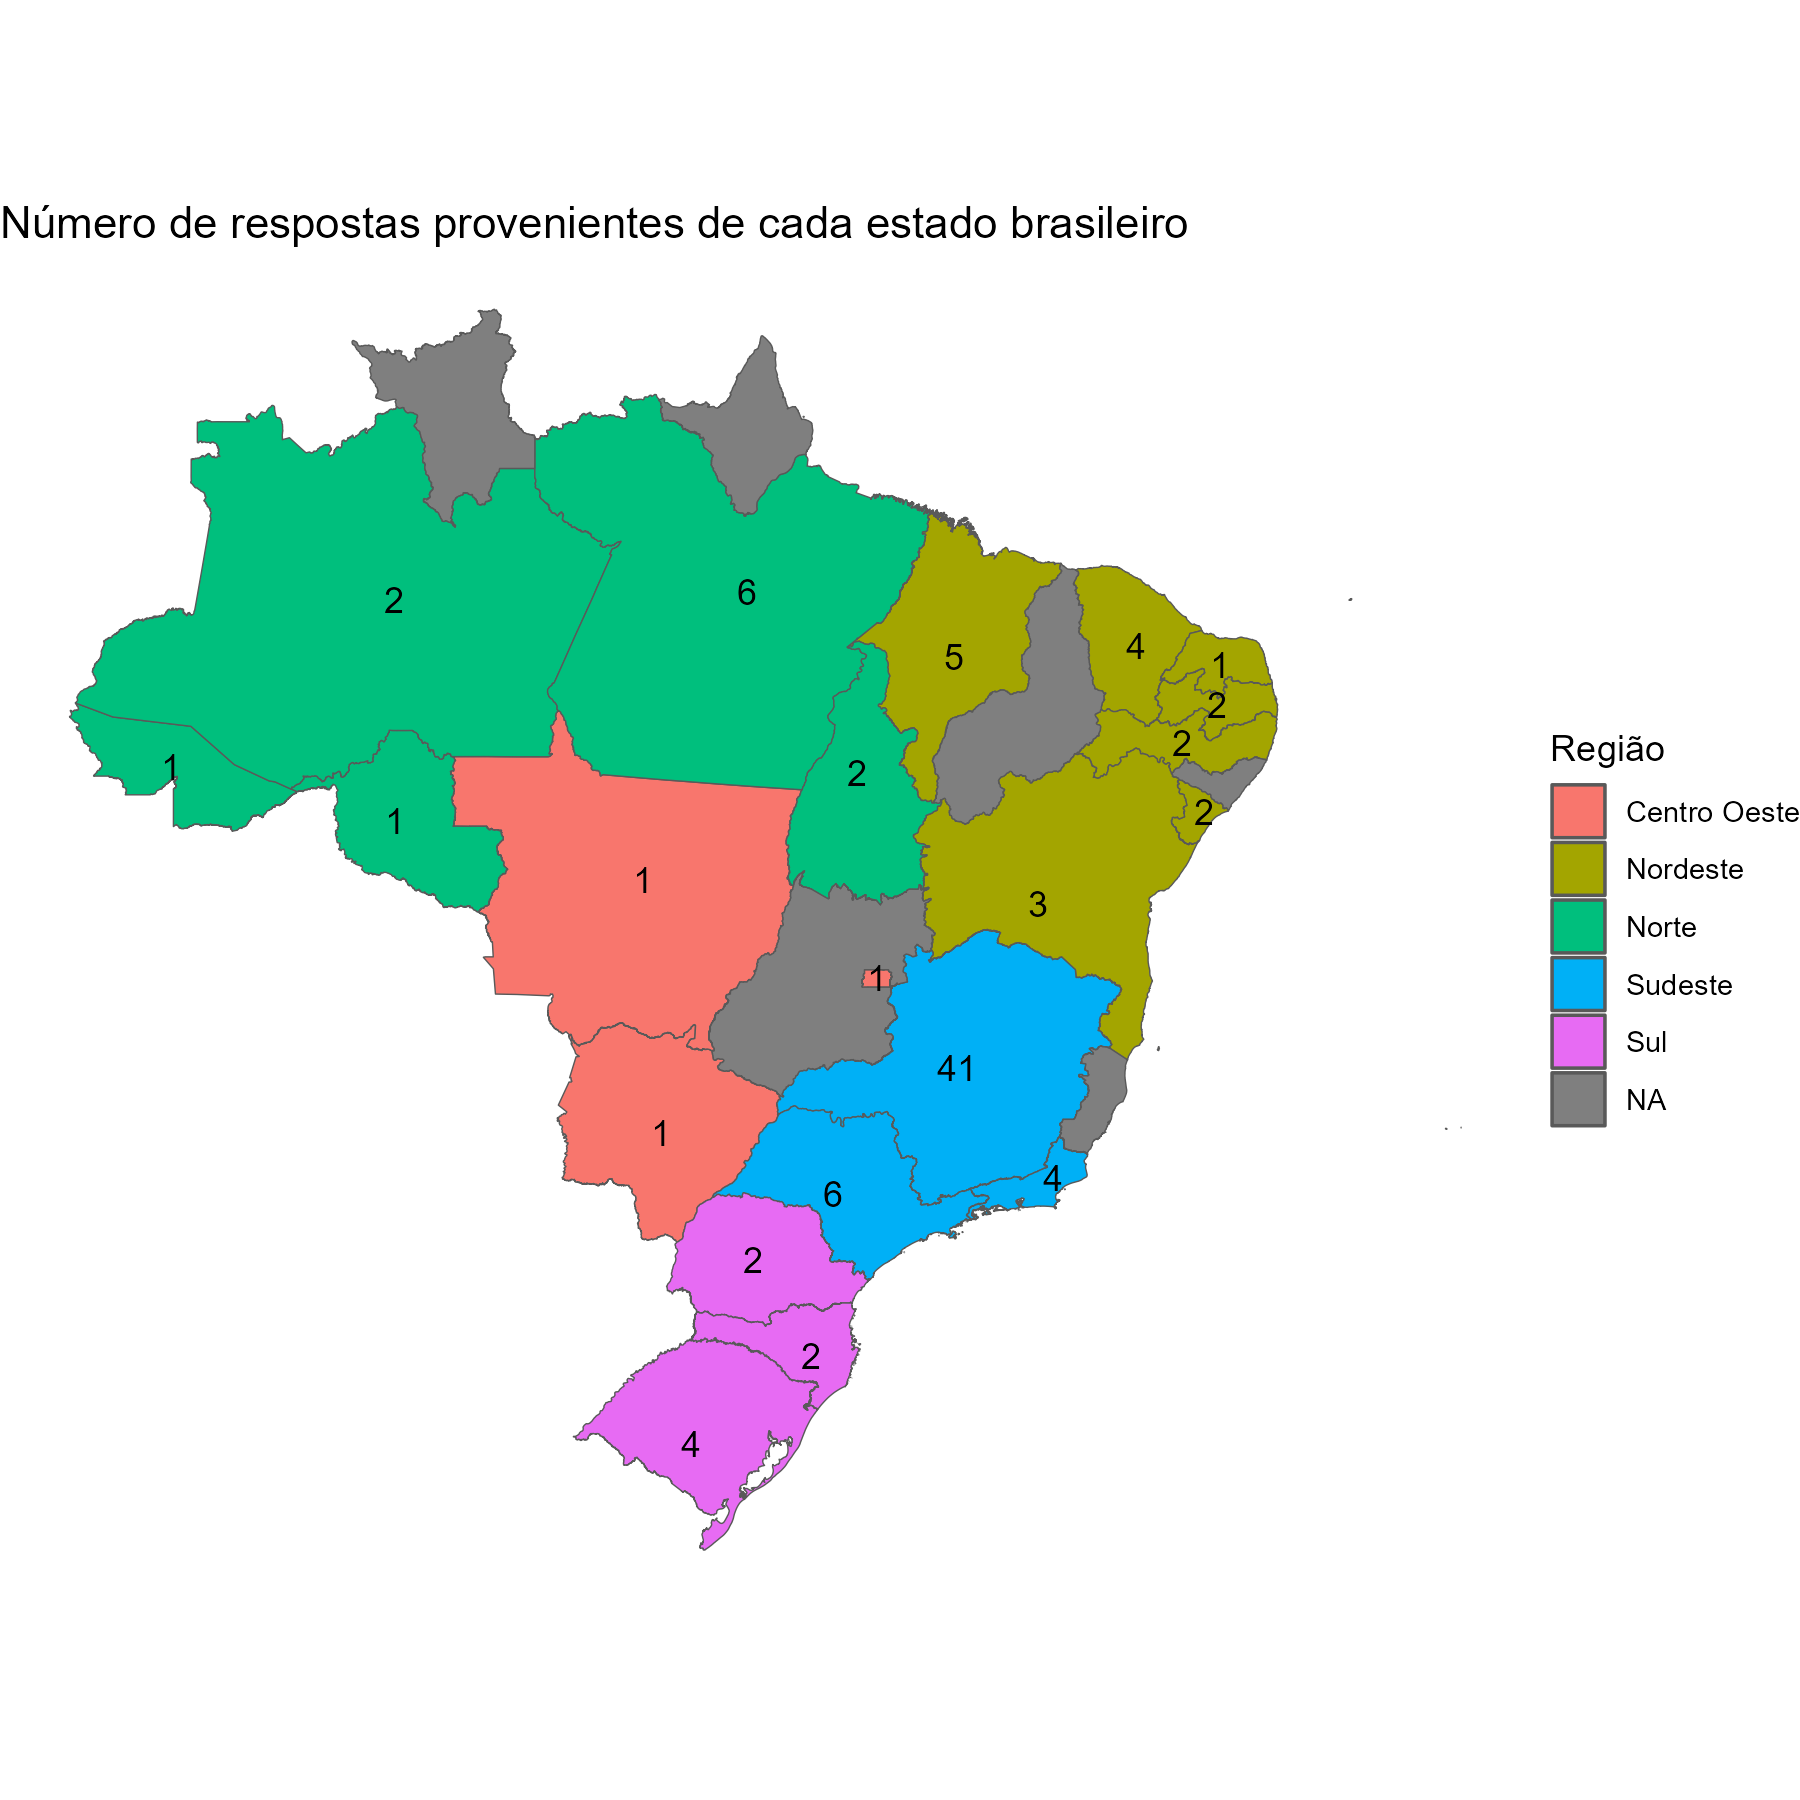 Número de respostas provenientes de cada estado brasileiro
2
6
5
4
1
2
2
2
1
1
2
1
3
1
41
1
6
4
2
2
4
Região
Centro Oeste
Nordeste
Norte
Sudeste
Sul
NA